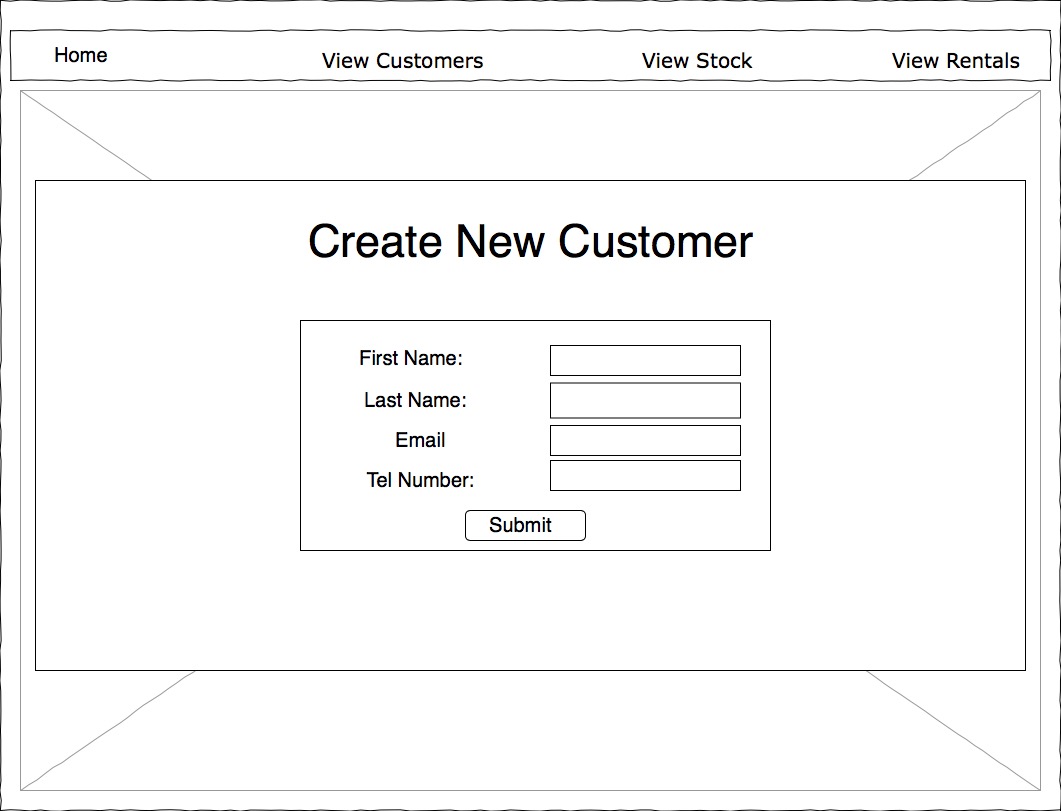 Home
View Customers
View Stock
View Rentals
Create New Customer
First Name:
Last Name:
Email
Tel Number:
Submit